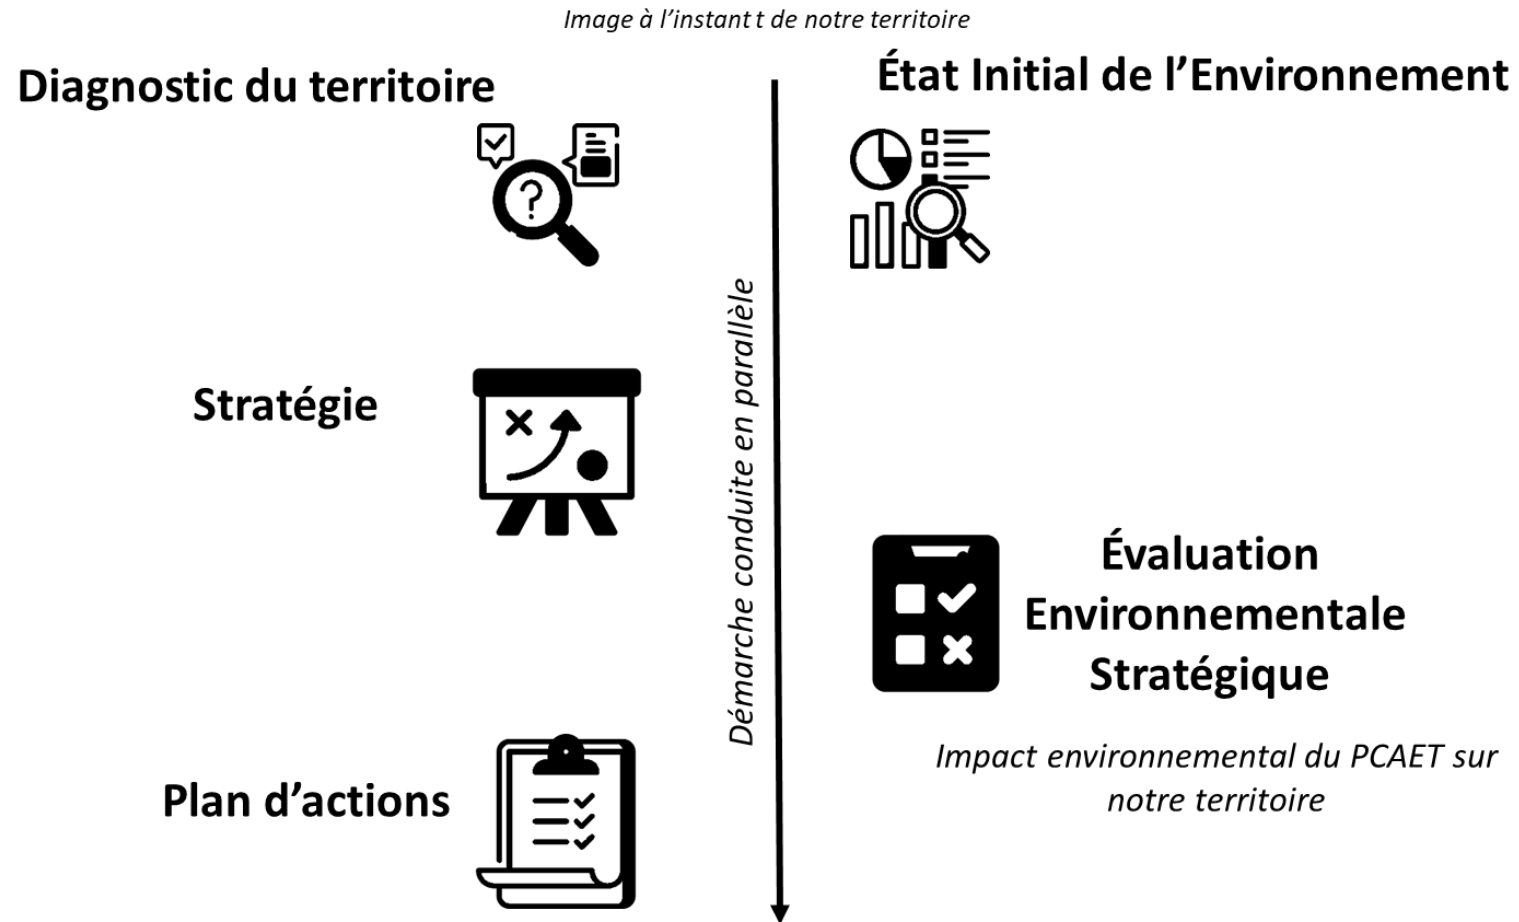 Image à l’instant t de notre territoire
Diagnostic du territoire
État Initial de l’Environnement
Démarche conduite en parallèle
Stratégie
Évaluation
Environnementale
Stratégique
Impact environnemental du PCAET sur
notre territoire
Plan d’actions